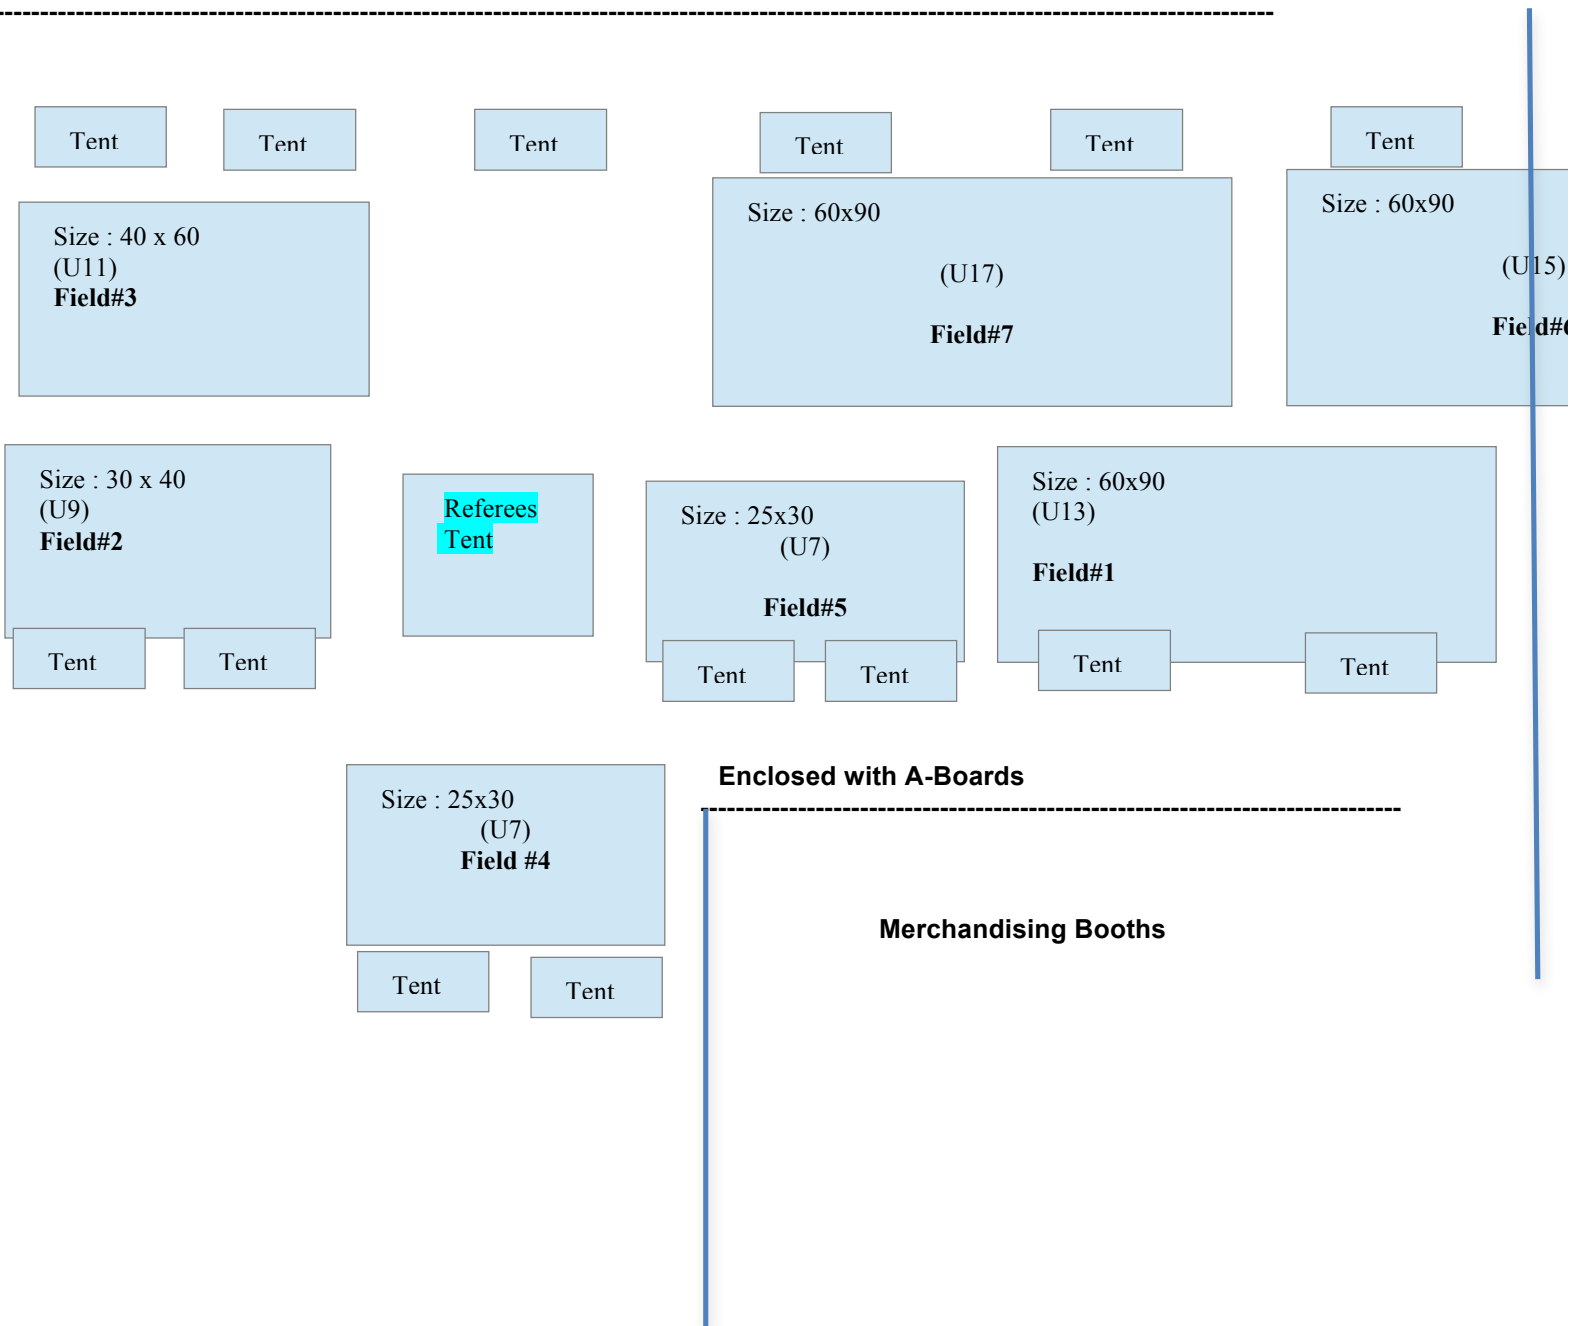 Tent
Tent
Tent
Tent
Tent
Tent
Size : 40 x 60
(U11)
Field#3
Size : 60x90
(U17)
Field#7
Size : 60x90
(U15)
Field#6
Size : 30 x 40
(U9)
Field#2
Referees
Tent
Size : 25x30
(U7)
Field#5
Size : 60x90
(U13)
Field#1
Tent
Tent
Tent
Tent
Tent
Tent
Enclosed with A-Boards
Size : 25x30
(U7)
Field #4
Merchandising Booths
Tent
Tent